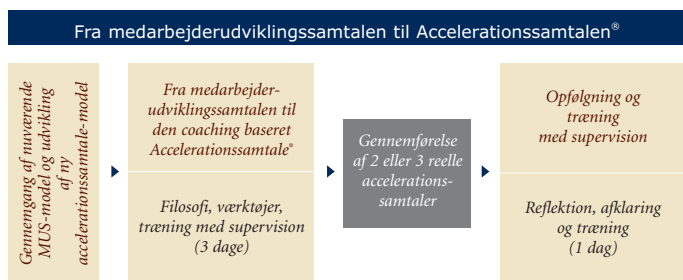 Fra medarbejderudviklingssamtalen til Accelerationssamtalen®
Gennemgang af nuværende
MUS-model og udvikling
af ny
accelerationssamtale-model
Fra medarbejder-
udviklingssamtalen til
den coaching baseret
Accelerationssamtale®
Filosofi, værktøjer,
træning med supervision
(3 dage)
Gennemførelse
af 2 eller 3 reelle
accelerations-
samtaler
Opfølgning og
træning
med supervision
Reflektion, afklaring
og træning
(1 dag)